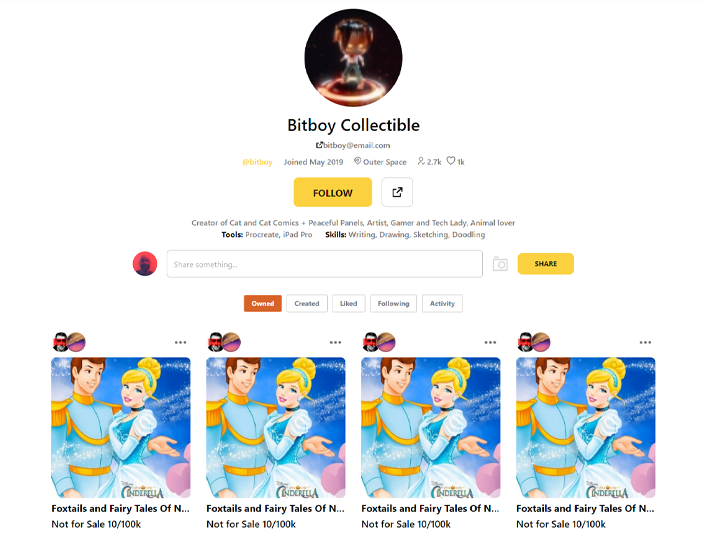 Bitboy Collectible
bitboy@email.com
@bitboy Joined May 2019 Outer Space 2.7k 1k
FOLLOW
Creator of Cat and Cat Comics + Peaceful Panels, Artist, Gamer and Tech Lady, Animal lover
Tools: Procreate, iPad Pro Skills: Writing, Drawing, Sketching, Doodling
Share something... SHARE
Owned Created Liked Following Activity
CINDERELLA CINDERELLA CINDERELLA CINDERELLA
Foxtails and Fairy Tales Of N... Foxtails and Fairy Tales Of N... Foxtails and Fairy Tales Of N... Foxtails and Fairy Tales Of N...
Not for Sale 10/100k Not for Sale 10/100k Not for Sale 10/100k Not for Sale 10/100k